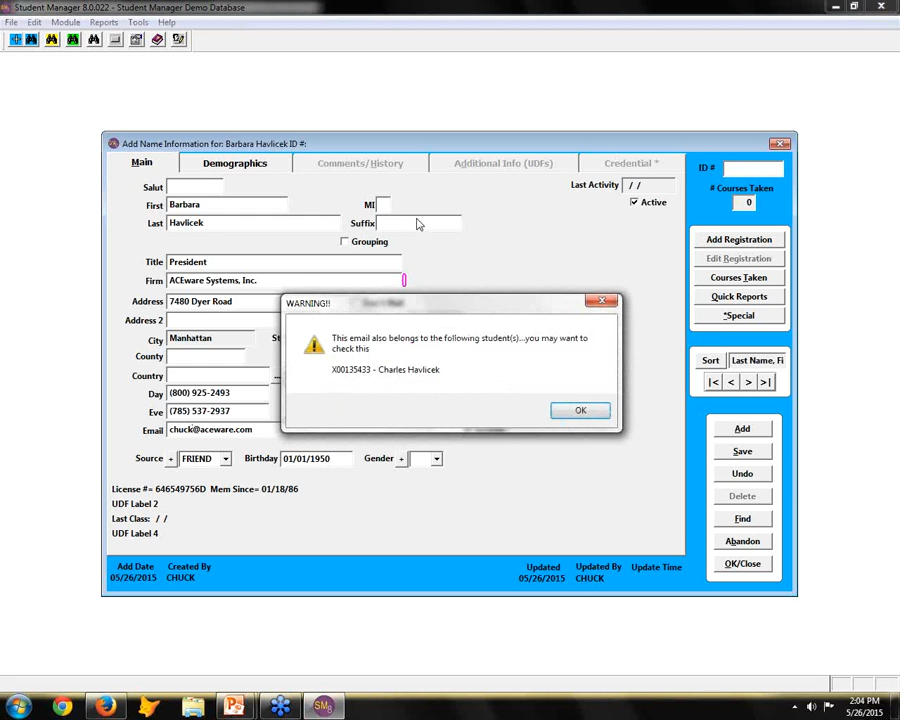 Student Manager 8.0.022 - Student Manager Demo Database
File Edit Module Reports Tools Help
Add Name Information for: Barbara Havlicek ID #:
Main Demographics Comments/History Additional Info (UDFs) Credential *
ID #
Salut
Last Activity / /
# Courses Taken
0
First Barbara MI
Active
Last Havlicek Suffix
Grouping
Add Registration
Edit Registration
Courses Taken
Quick Reports
*Special
Title President
Firm ACEware Systems, Inc.
Address 7480 Dyer Road
Address 2
City Manhattan
County
Country
...
Day (800) 925-2493
Eve (785) 537-2937
Email chuck@aceware.com
WARNING!!
This email also belongs to the following student(s)...you may want to
check this
X00135433 - Charles Havlicek
OK
Sort Last Name, Fi
|< < > >|
Source + FRIEND Birthday 01/01/1950 Gender +
License #= 646549756D Mem Since= 01/18/86
UDF Label 2
Last Class: / /
UDF Label 4
Add
Save
Undo
Delete
Find
Abandon
OK/Close
Add Date Created By Updated Updated By Update Time
05/26/2015 CHUCK 05/26/2015 CHUCK
SM8
2:04 PM
5/26/2015